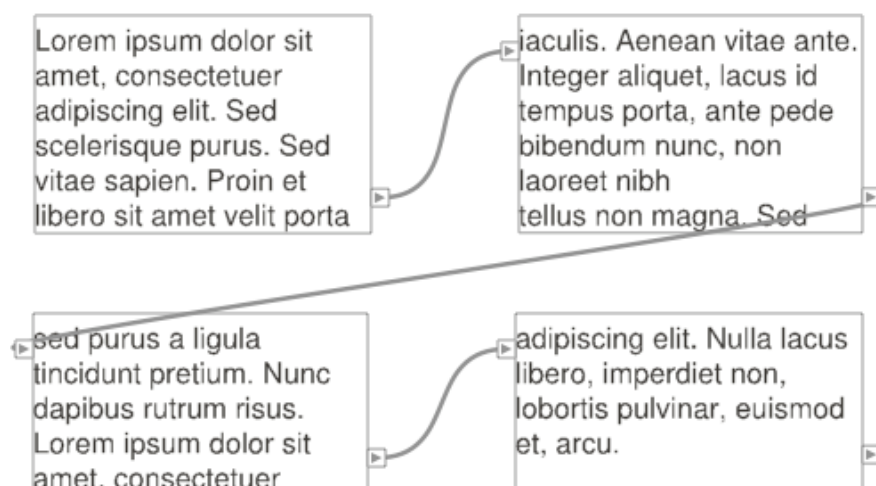 Lorem ipsum dolor sit
amet, consectetuer
adipiscing elit. Sed
scelerisque purus. Sed
vitae sapien. Proin et
libero sit amet velit porta
iaculis. Aenean vitae ante.
Integer aliquet, lacus id
tempus porta, ante pede
bibendum nunc, non
laoreet nibh
tellus non magna. Sed
sed purus a ligula
tincidunt pretium. Nunc
dapibus rutrum risus.
Lorem ipsum dolor sit
amet, consectetuer
adipiscing elit. Nulla lacus
libero, imperdiet non,
lobortis pulvinar, euismod
et, arcu.